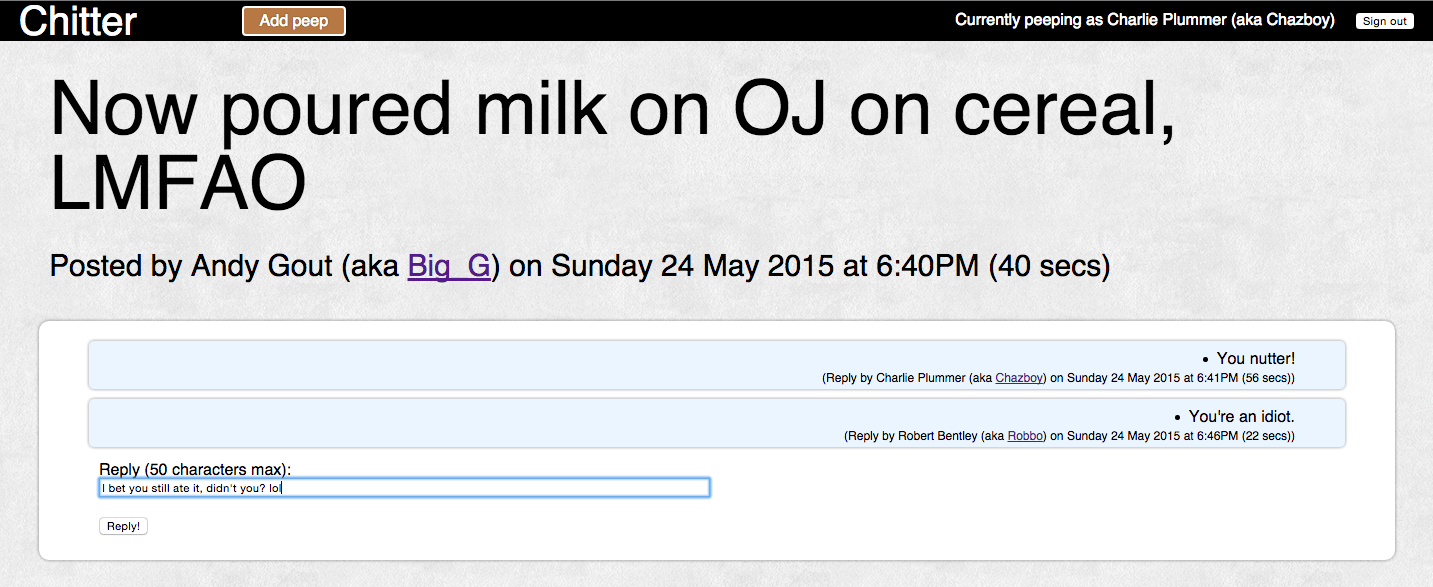 Chitter
Add peep
Currently peeping as Charlie Plummer (aka Chazboy)
Sign out
Now poured milk on OJ on cereal,
LMFAO
Posted by Andy Gout (aka Big_G) on Sunday 24 May 2015 at 6:40PM (40 secs)
• You nutter!
(Reply by Charlie Plummer (aka Chazboy) on Sunday 24 May 2015 at 6:41PM (56 secs))
• You're an idiot.
(Reply by Robert Bentley (aka Robbo) on Sunday 24 May 2015 at 6:46PM (22 secs))
Reply (50 characters max):
I bet you still ate it, didn't you? lol
Reply!